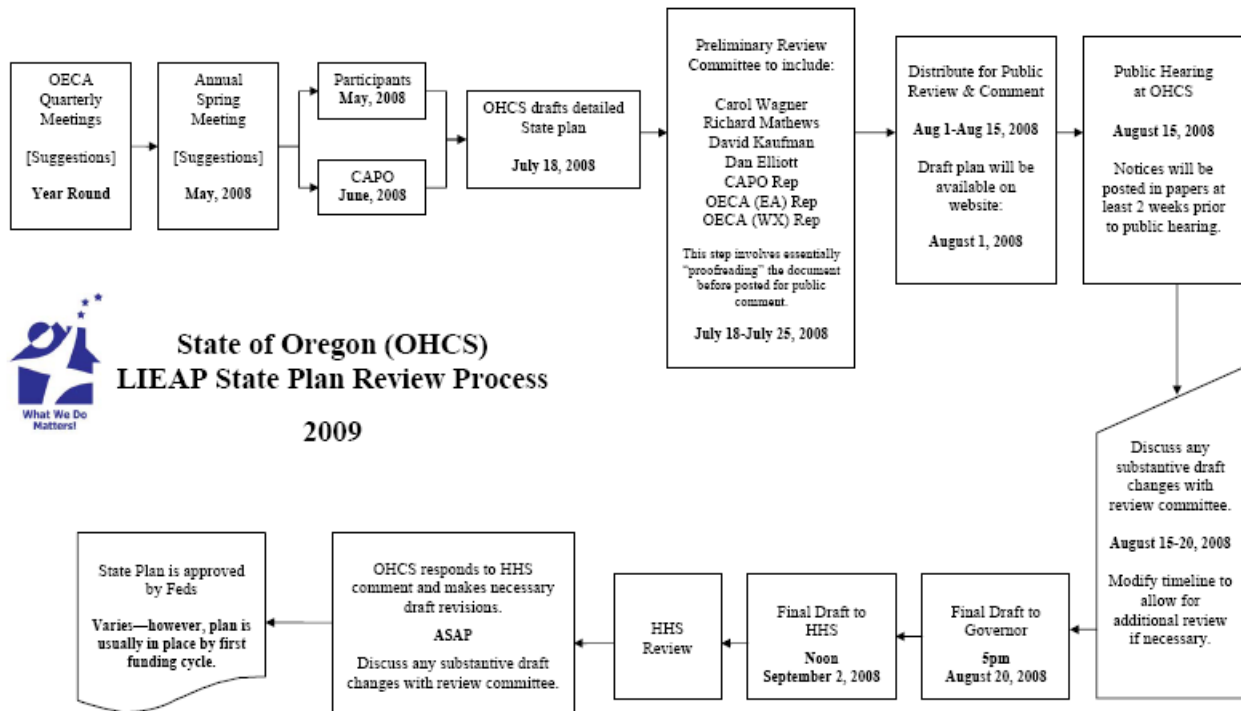 OECA
Quarterly
Meetings
[Suggestions]
Year Round
Annual
Spring
Meeting
[Suggestions]
May, 2008
Participants
May, 2008
CAPO
June, 2008
OHCS drafts detailed
State plan
July 18, 2008
Preliminary Review
Committee to include:
Carol Wagner
Richard Mathews
David Kaufman
Dan Elliott
CAPO Rep
OECA (EA) Rep
OECA (WX) Rep
This step involves essentially
"proofreading" the document
before posted for public
comment.
July 18-July 25, 2008
Distribute for Public
Review & Comment
Aug 1-Aug 15, 2008
Draft plan will be
available on
website:
August 1, 2008
Public Hearing
at OHCS
August 15, 2008
Notices will be
posted in papers at
least 2 weeks prior
to public hearing.
What We Do
Matters!
State of Oregon (OHCS)
LIEAP State Plan Review Process
2009
Discuss any
substantive draft
changes with
review committee.
August 15-20, 2008
Modify timeline to
allow for
additional review
if necessary.
Final Draft to
Governor
5pm
August 20, 2008
Final Draft to
HHS
Noon
September 2, 2008
HHS
Review
OHCS responds to HHS
comment and makes necessary
draft revisions.
ASAP
Discuss any substantive draft
changes with review committee.
State Plan is approved
by Feds
Varies—however, plan is
usually in place by first
funding cycle.